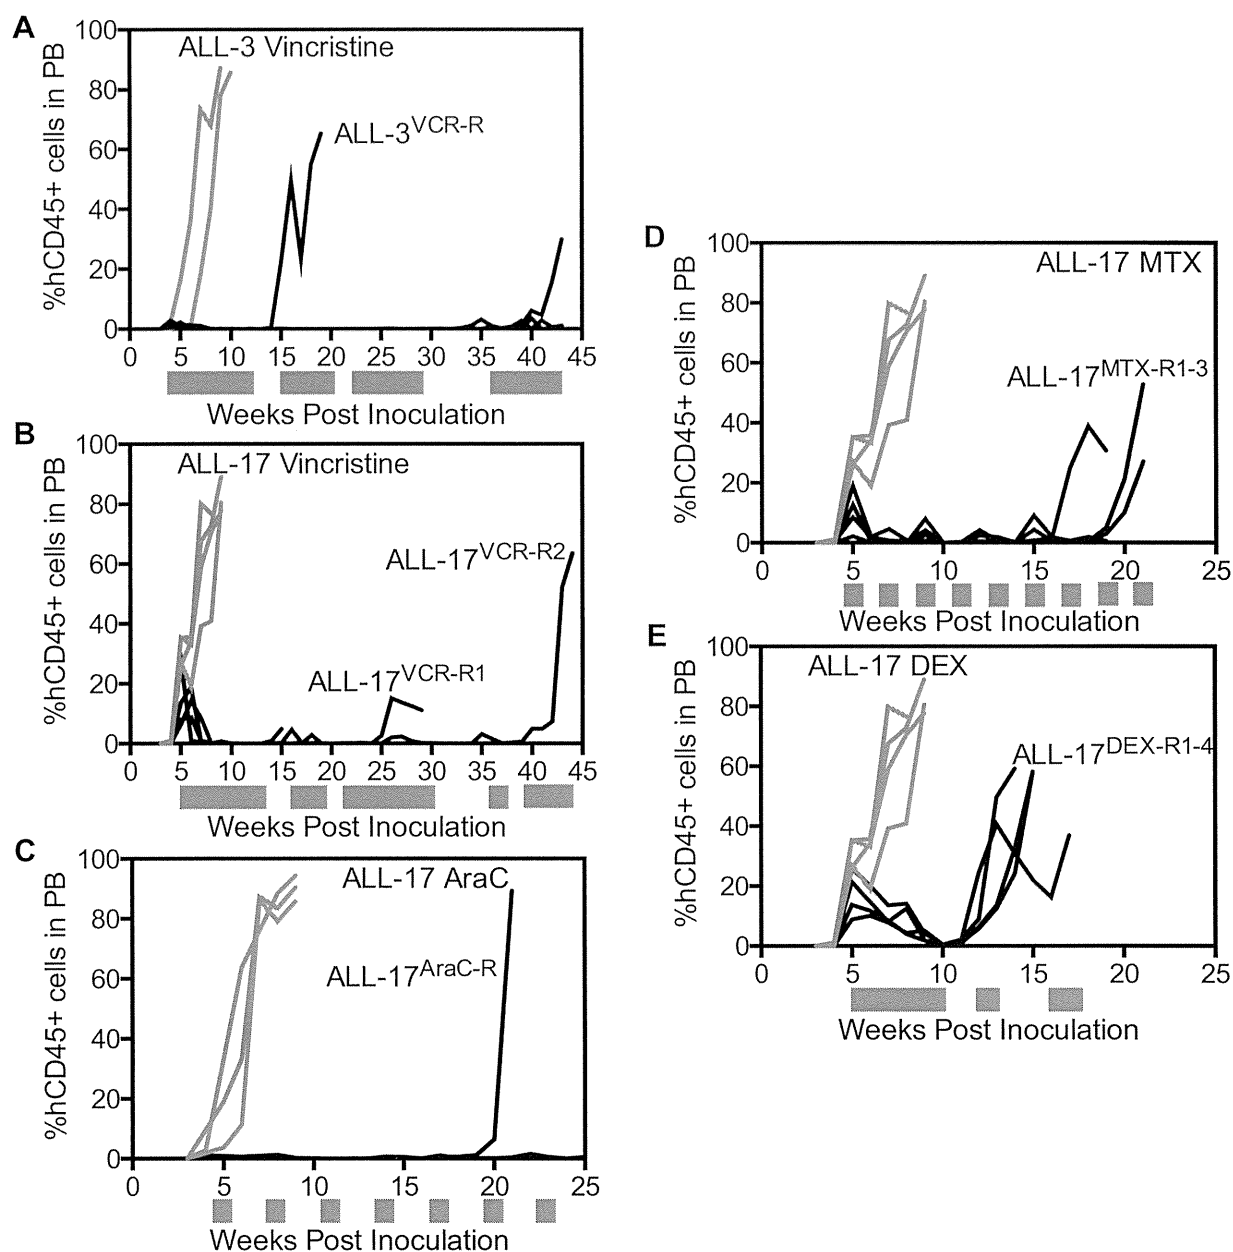 A
%hCD45+ cells in PB
100
80
60
40
20
0
ALL-3 Vincristine
ALL-3VCR-R
0 5 10 15 20 25 30 35 40 45
Weeks Post Inoculation
B
%hCD45+ cells in PB
100
80
60
40
20
0
ALL-17 Vincristine
ALL-17VCR-R2
ALL-17VCR-R1
0 5 10 15 20 25 30 35 40 45
Weeks Post Inoculation
C
%hCD45+ cells in PB
100
80
60
40
20
0
ALL-17 AraC
ALL-17AraC-R
0 5 10 15 20 25
Weeks Post Inoculation
D
%hCD45+ cells in PB
100
80
60
40
20
0
ALL-17 MTX
ALL-17MTX-R1-3
0 5 10 15 20 25
Weeks Post Inoculation
E
%hCD45+ cells in PB
100
80
60
40
20
0
ALL-17 DEX
ALL-17DEX-R1-4
0 5 10 15 20 25
Weeks Post Inoculation